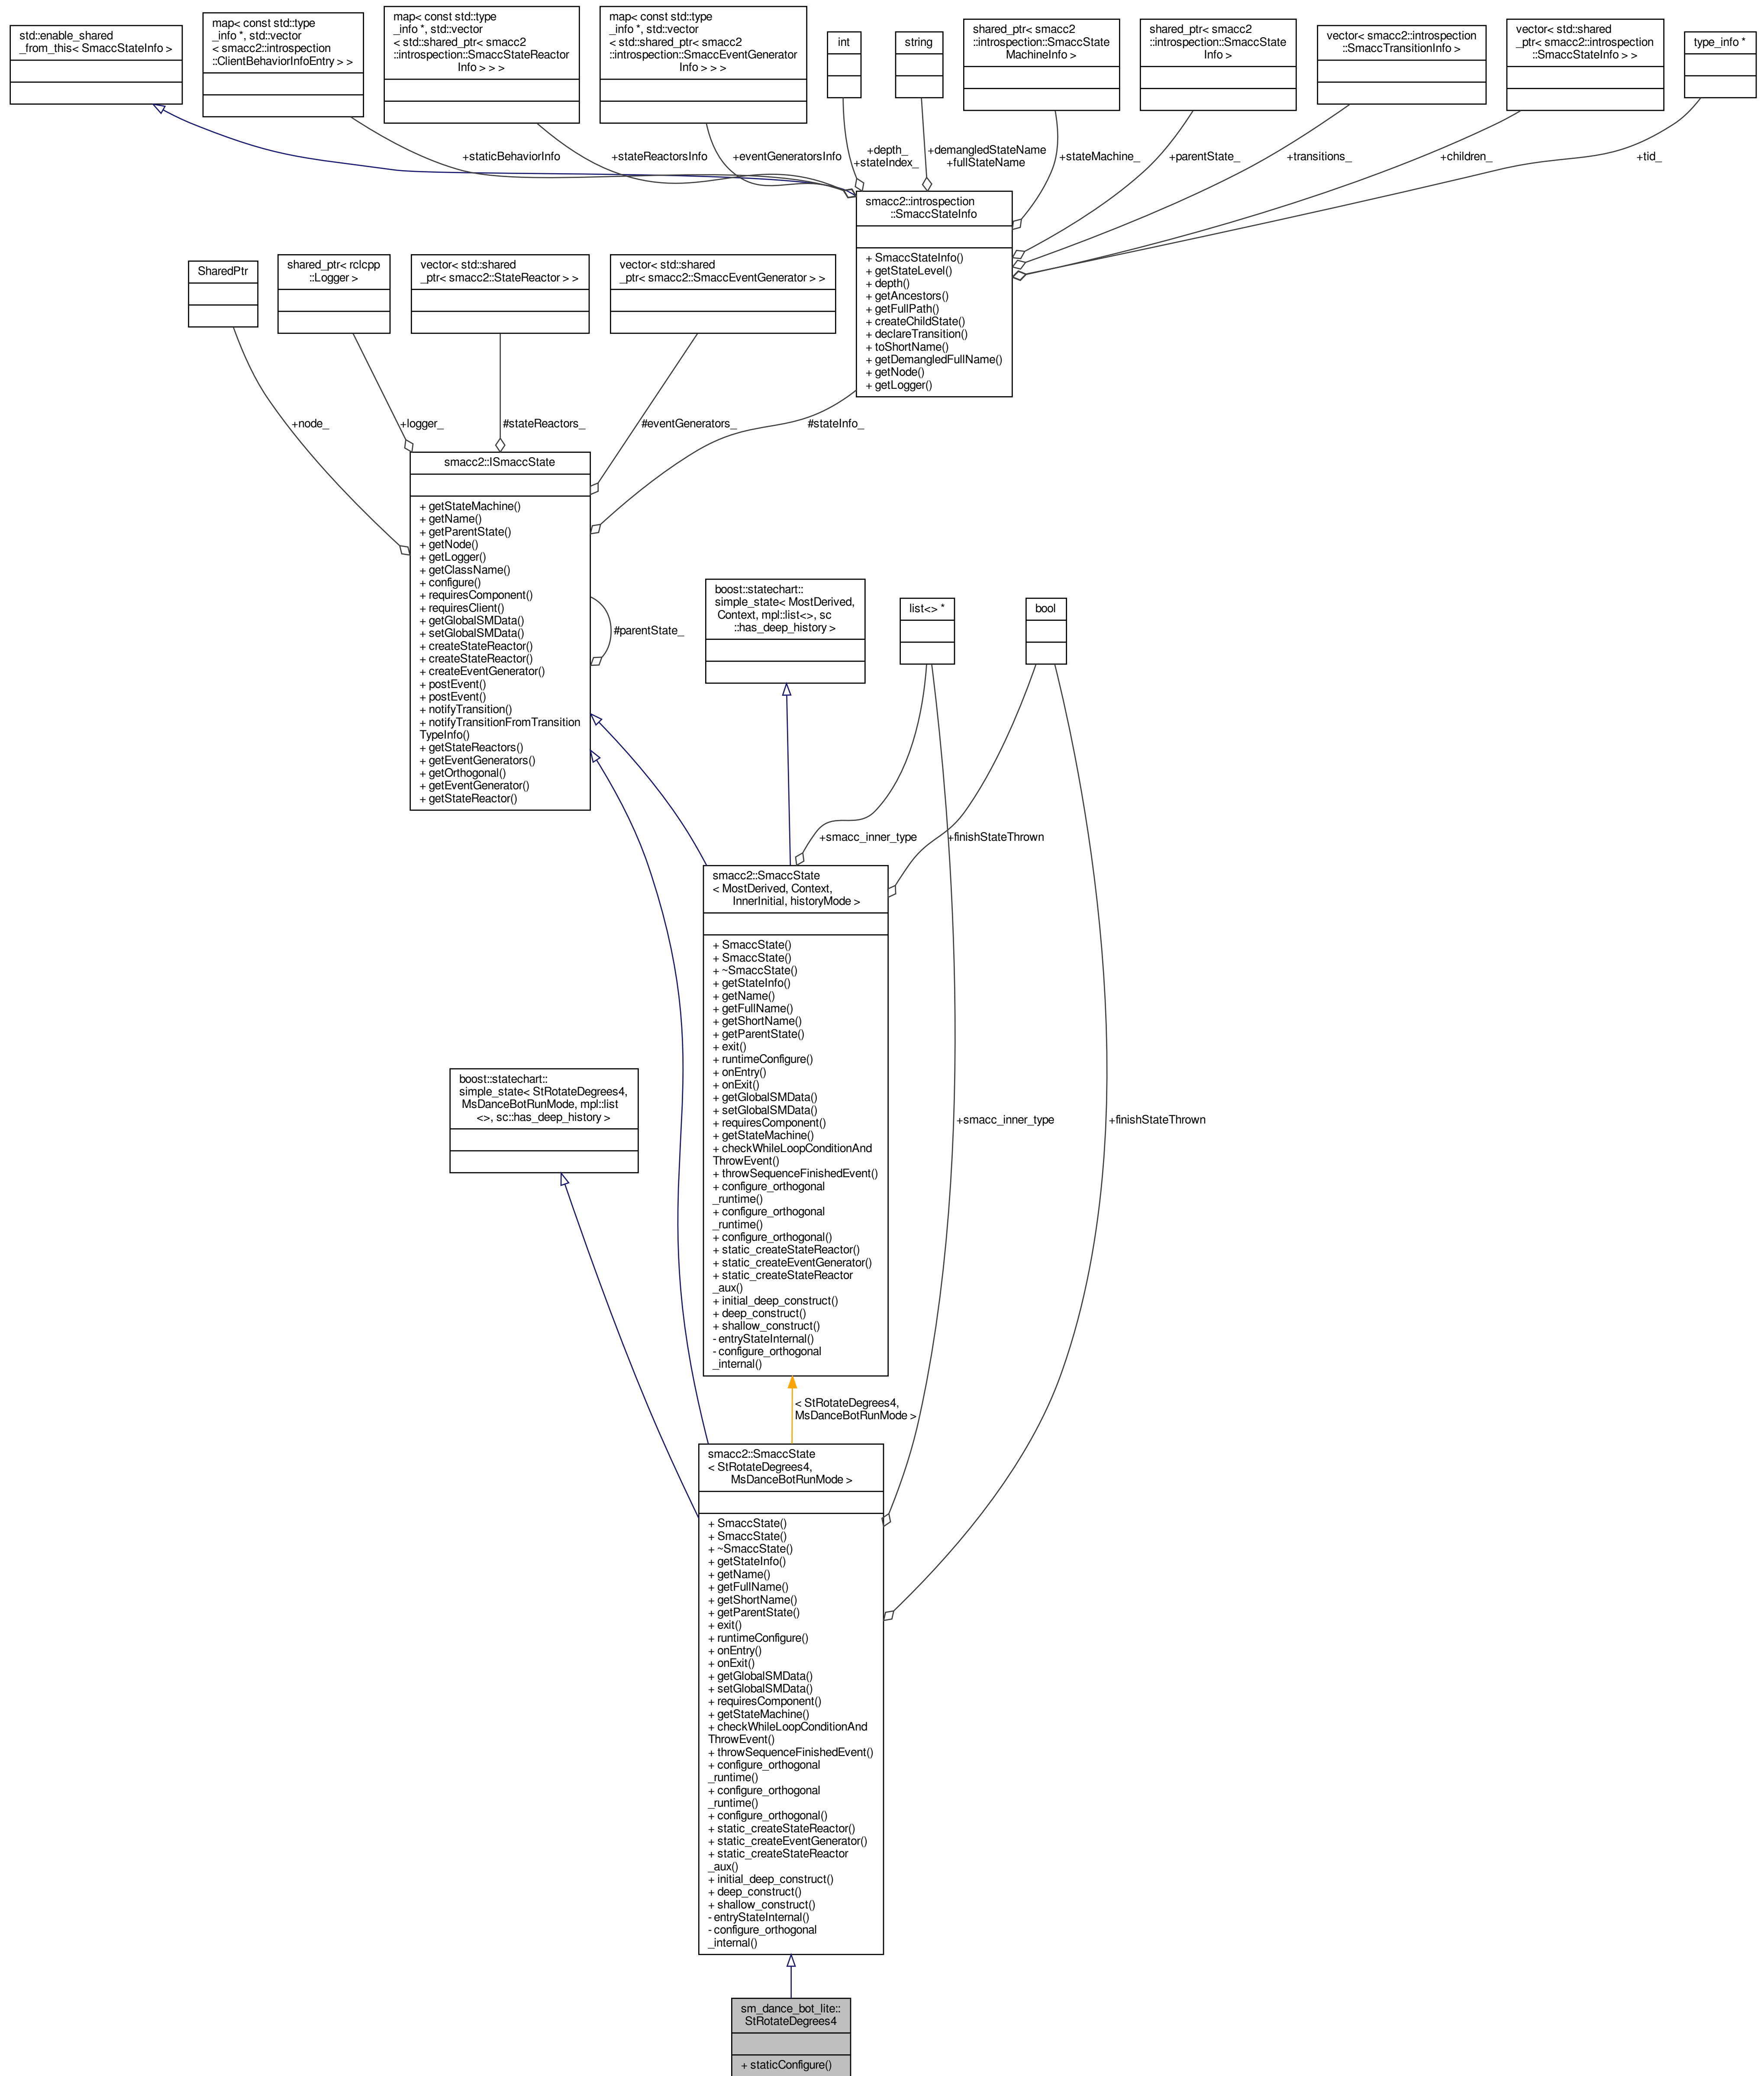 std::enable_shared
_from_this< SmaccStateInfo >
map< const std::type
_info *, std::vector
< smacc2::introspection
::ClientBehaviorInfoEntry > >
map< const std::type
_info *, std::vector
< std::shared_ptr< smacc2
::introspection::SmaccStateReactor
Info > > >
map< const std::type
_info *, std::vector
< std::shared_ptr< smacc2
::introspection::SmaccEventGenerator
Info > > >
int
string
shared_ptr< smacc2
::introspection::SmaccState
MachineInfo >
shared_ptr< smacc2
::introspection::SmaccState
Info >
vector< smacc2::introspection
::SmaccTransitionInfo >
vector< std::shared
_ptr< smacc2::introspection
::SmaccStateInfo > >
type_info *
+staticBehaviorInfo
+stateReactorsInfo
+eventGeneratorsInfo
+depth_
+stateIndex_
+demangledStateName
+fullStateName
+stateMachine_
+parentState_
+transitions_
+children_
+tid_
smacc2::introspection
::SmaccStateInfo
+ SmaccStateInfo()
+ getStateLevel()
+ depth()
+ getAncestors()
+ getFullPath()
+ createChildState()
+ declareTransition()
+ toShortName()
+ getDemangledFullName()
+ getNode()
+ getLogger()
SharedPtr
shared_ptr< rclcpp
::Logger >
vector< std::shared
_ptr< smacc2::StateReactor > >
vector< std::shared
_ptr< smacc2::SmaccEventGenerator > >
+node_
+logger_
#stateReactors_
#eventGenerators_
#stateInfo_
smacc2::ISmaccState
+ getStateMachine()
+ getName()
+ getParentState()
+ getNode()
+ getLogger()
+ getClassName()
+ configure()
+ requiresComponent()
+ requiresClient()
+ getGlobalSMData()
+ setGlobalSMData()
+ createStateReactor()
+ createStateReactor()
+ createEventGenerator()
+ postEvent()
+ postEvent()
+ notifyTransition()
+ notifyTransitionFromTransition
TypeInfo()
+ getStateReactors()
+ getEventGenerators()
+ getOrthogonal()
+ getEventGenerator()
+ getStateReactor()
#parentState_
boost::statechart::
simple_state< MostDerived,
Context, mpl::list<>, sc
::has_deep_history >
list<> *
bool
+smacc_inner_type
+finishStateThrown
smacc2::SmaccState
< MostDerived, Context,
InnerInitial, historyMode >
+ SmaccState()
+ SmaccState()
+ ~SmaccState()
+ getStateInfo()
+ getName()
+ getFullName()
+ getShortName()
+ getParentState()
+ exit()
+ runtimeConfigure()
+ onEntry()
+ onExit()
+ getGlobalSMData()
+ setGlobalSMData()
+ requiresComponent()
+ getStateMachine()
+ checkWhileLoopConditionAnd
ThrowEvent()
+ throwSequenceFinishedEvent()
+ configure_orthogonal
_runtime()
+ configure_orthogonal
_runtime()
+ configure_orthogonal()
+ static_createStateReactor()
+ static_createEventGenerator()
+ static_createStateReactor
_aux()
+ initial_deep_construct()
+ deep_construct()
+ shallow_construct()
- entryStateInternal()
- configure_orthogonal
_internal()
boost::statechart::
simple_state< StRotateDegrees4,
MsDanceBotRunMode, mpl::list
<>, sc::has_deep_history >
+smacc_inner_type
+finishStateThrown
< StRotateDegrees4,
MsDanceBotRunMode >
smacc2::SmaccState
< StRotateDegrees4,
MsDanceBotRunMode >
+ SmaccState()
+ SmaccState()
+ ~SmaccState()
+ getStateInfo()
+ getName()
+ getFullName()
+ getShortName()
+ getParentState()
+ exit()
+ runtimeConfigure()
+ onEntry()
+ onExit()
+ getGlobalSMData()
+ setGlobalSMData()
+ requiresComponent()
+ getStateMachine()
+ checkWhileLoopConditionAnd
ThrowEvent()
+ throwSequenceFinishedEvent()
+ configure_orthogonal
_runtime()
+ configure_orthogonal
_runtime()
+ configure_orthogonal()
+ static_createStateReactor()
+ static_createEventGenerator()
+ static_createStateReactor
_aux()
+ initial_deep_construct()
+ deep_construct()
+ shallow_construct()
- entryStateInternal()
- configure_orthogonal
_internal()
sm_dance_bot_lite::
StRotateDegrees4
+ staticConfigure()